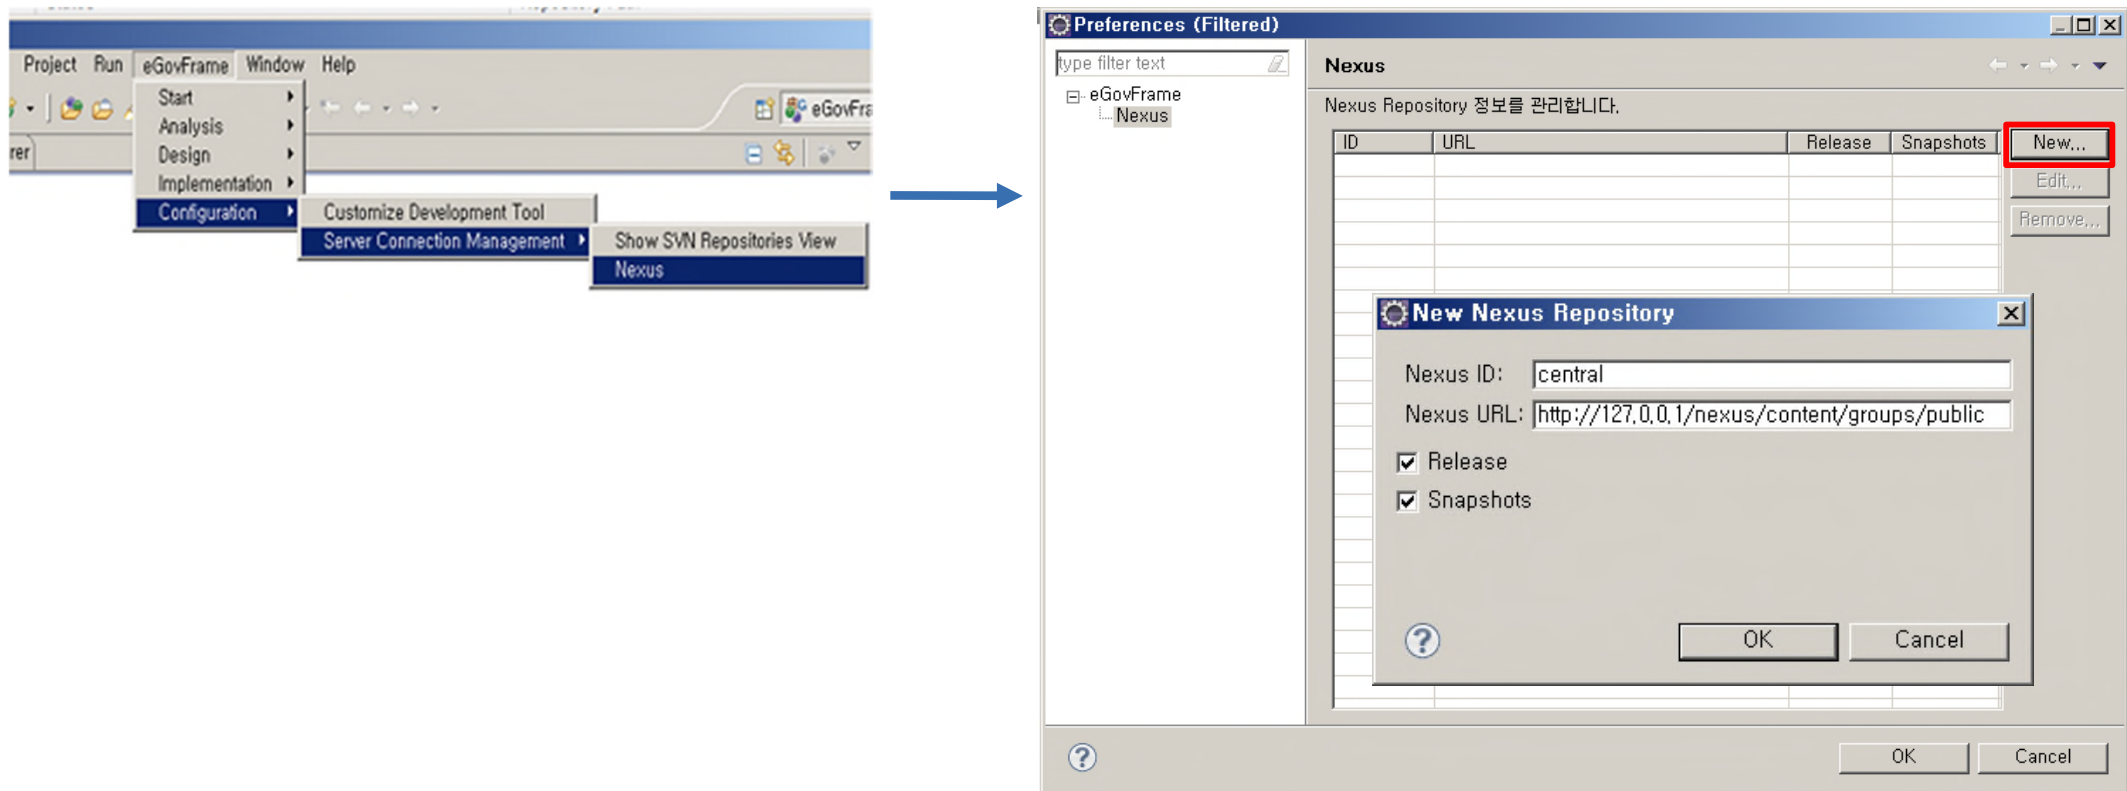 Project Run eGovFrame Window Help
Start
Analysis
Design
Implementation
Configuration
eGovFra
rer
Customize Development Tool
Server Connection Management
Show SVN Repositories View
Nexus
Preferences (Filtered)
type filter text
eGovFrame
Nexus
Nexus
Nexus Repository 정보를 관리합니다.
ID URL Release Snapshots
New...
Edit...
Remove...
New Nexus Repository
Nexus ID: central
Nexus URL: http://127.0.0.1/nexus/content/groups/public
Release
Snapshots
OK Cancel
OK Cancel